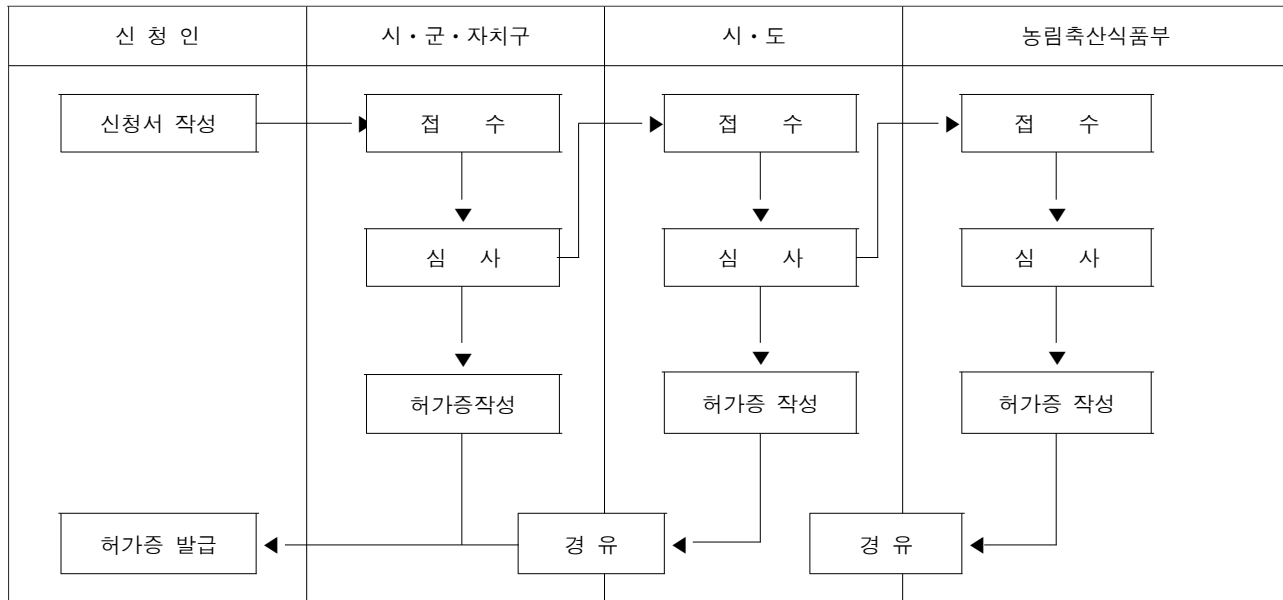 신 청 인
시·군·자치구
시·도
농림축산식품부
신청서 작성
접 수
접 수
접 수
심 사
심 사
심 사
허가증작성
허가증 작성
허가증 작성
허가증 발급
경 유
경 유